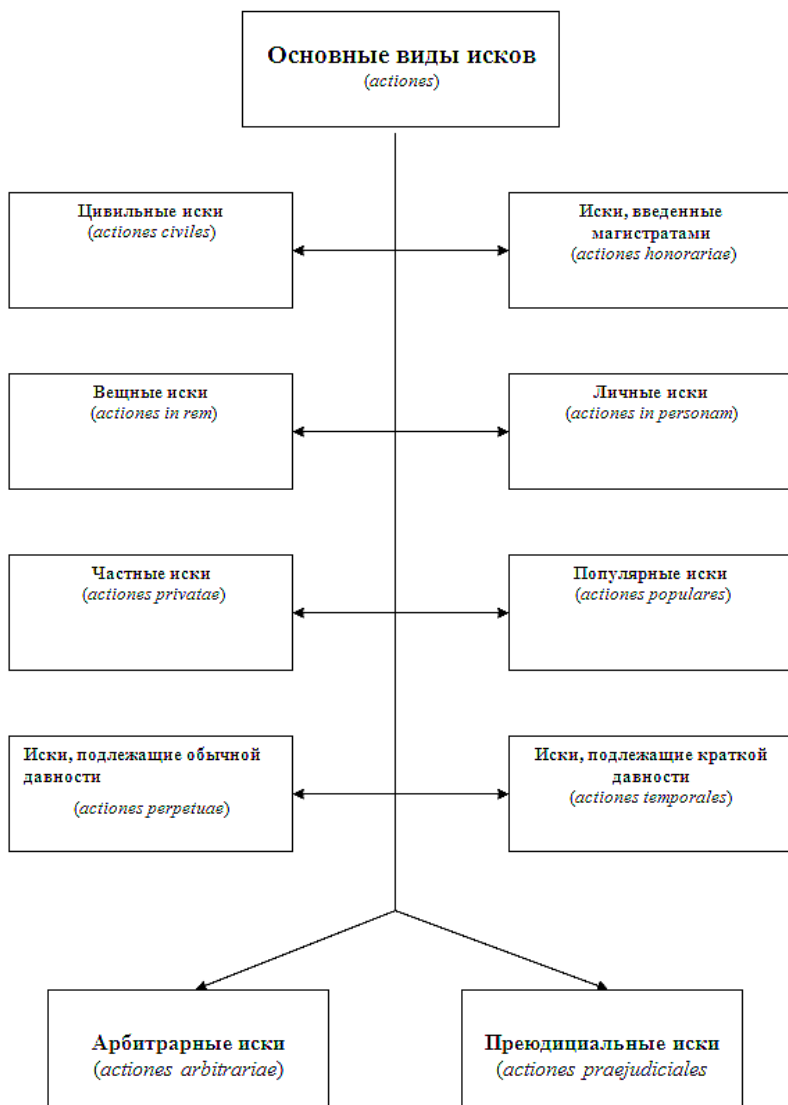 Основные виды исков
(actiones)
Цивильные иски
(actiones civiles)
Иски, введенные
магистратами
(actiones honorariae)
Вещные иски
(actiones in rem)
Личные иски
(actiones in personam)
Частные иски
(actiones privatae)
Популярные иски
(actiones populares)
Иски, подлежащие обычной
давности
(actiones perpetuae)
Иски, подлежащие краткой
давности
(actiones temporales)
Арбитрарные иски
(actiones arbitrariae)
Преюдициальные иски
(actiones praejudiciales